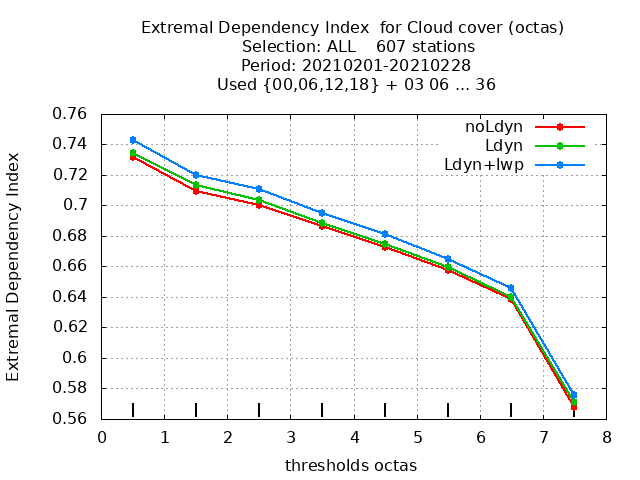 Extremal Dependency Index  for Cloud cover (octas)
Selection: ALL    607 stations
Period: 20210201-20210228
Used {00,06,12,18} + 03 06 ... 36
noLdyn
Ldyn
Ldyn+lwp
Extremal Dependency Index
0.76
0.74
0.72
0.7
0.68
0.66
0.64
0.62
0.6
0.58
0.56
0 1 2 3 4 5 6 7 8
thresholds octas